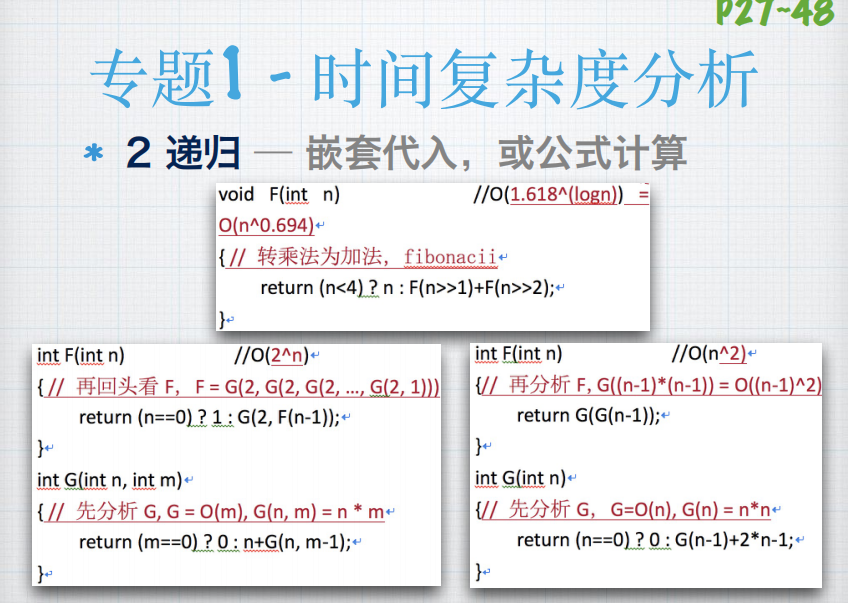 P27~48
专题1 - 时间复杂度分析
* 2 递归 — 嵌套代入，或公式计算
void F(int n) //O(1.618^(logn)) =
O(n^0.694)
{ // 转乘法为加法，fibonacii
return (n<4) ? n : F(n>>1)+F(n>>2);
}
int F(int n) //O(2^n)
{ // 再回头看 F， F = G(2, G(2, G(2, ..., G(2, 1)))
return (n==0) ? 1 : G(2, F(n-1));
}
int G(int n, int m)
{ // 先分析 G, G = O(m), G(n, m) = n * m
return (m==0) ? 0 : n+G(n, m-1);
}
int F(int n) //O(n^2)
{// 再分析 F, G((n-1)*(n-1)) = O((n-1)^2)
return G(G(n-1));
}
int G(int n)
{// 先分析 G， G=O(n), G(n) = n*n
return (n==0) ? 0 : G(n-1)+2*n-1;
}